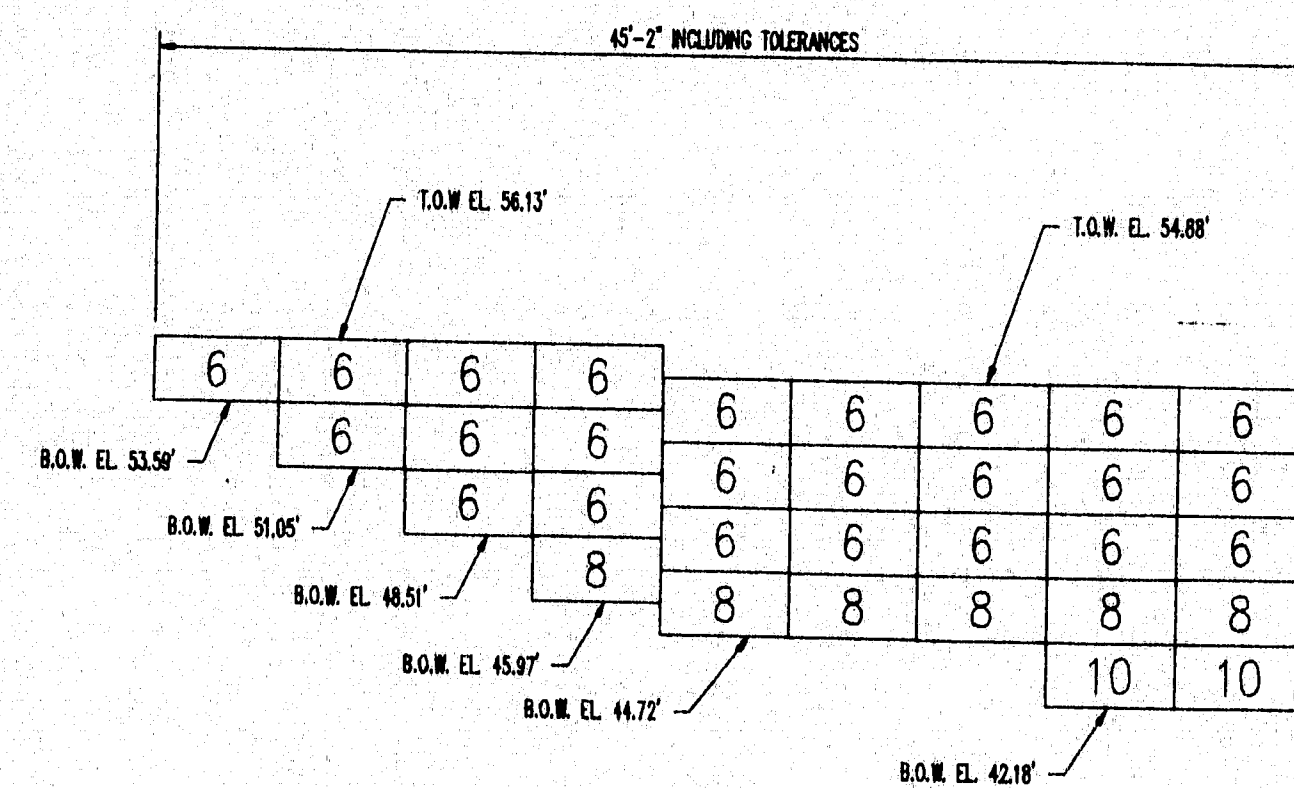 45'-2" INCLUDING TOLERANCES
T.O.W EL. 56.13'
T.O.W. EL. 54.88'
6 6 6 6
6 6 6 6 6
B.O.W. EL. 53.59'
6 6 6
6 6 6 6 6
B.O.W. EL. 51.05'
6 6
6 6 6 6 6
B.O.W. EL. 48.51'
8
8 8 8 8 8
B.O.W. EL. 45.97'
10 10
B.O.W. EL. 44.72'
B.O.W. EL. 42.18'